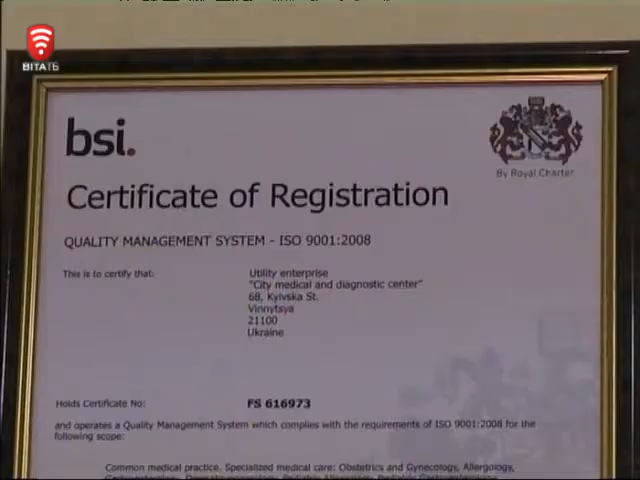 ВІТАТБ
bsi.
By Royal Charter
Certificate of Registration
QUALITY MANAGEMENT SYSTEM - ISO 9001:2008
This is to certify that:
Utility enterprise
"City medical and diagnostic center"
68, Kyivska St.
Vinnytsya
21100
Ukraine
Holds Certificate No: FS 616973
and operates a Quality Management System which complies with the requirements of ISO 9001:2008 for the
following scope:
Common medical practice, Specialized medical care: Obstetrics and Gynecology, Allergology,